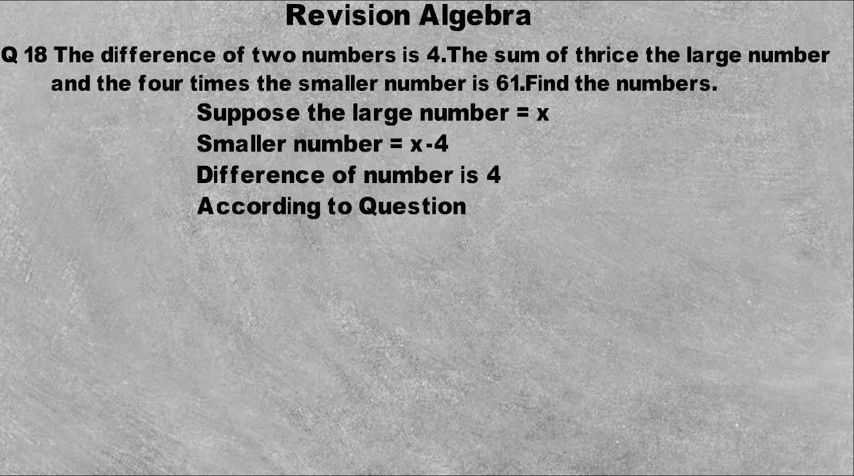 Revision Algebra
Q 18 The difference of two numbers is 4.The sum of thrice the large number
and the four times the smaller number is 61.Find the numbers.
Suppose the large number = x
Smaller number = x-4
Difference of number is 4
According to Question